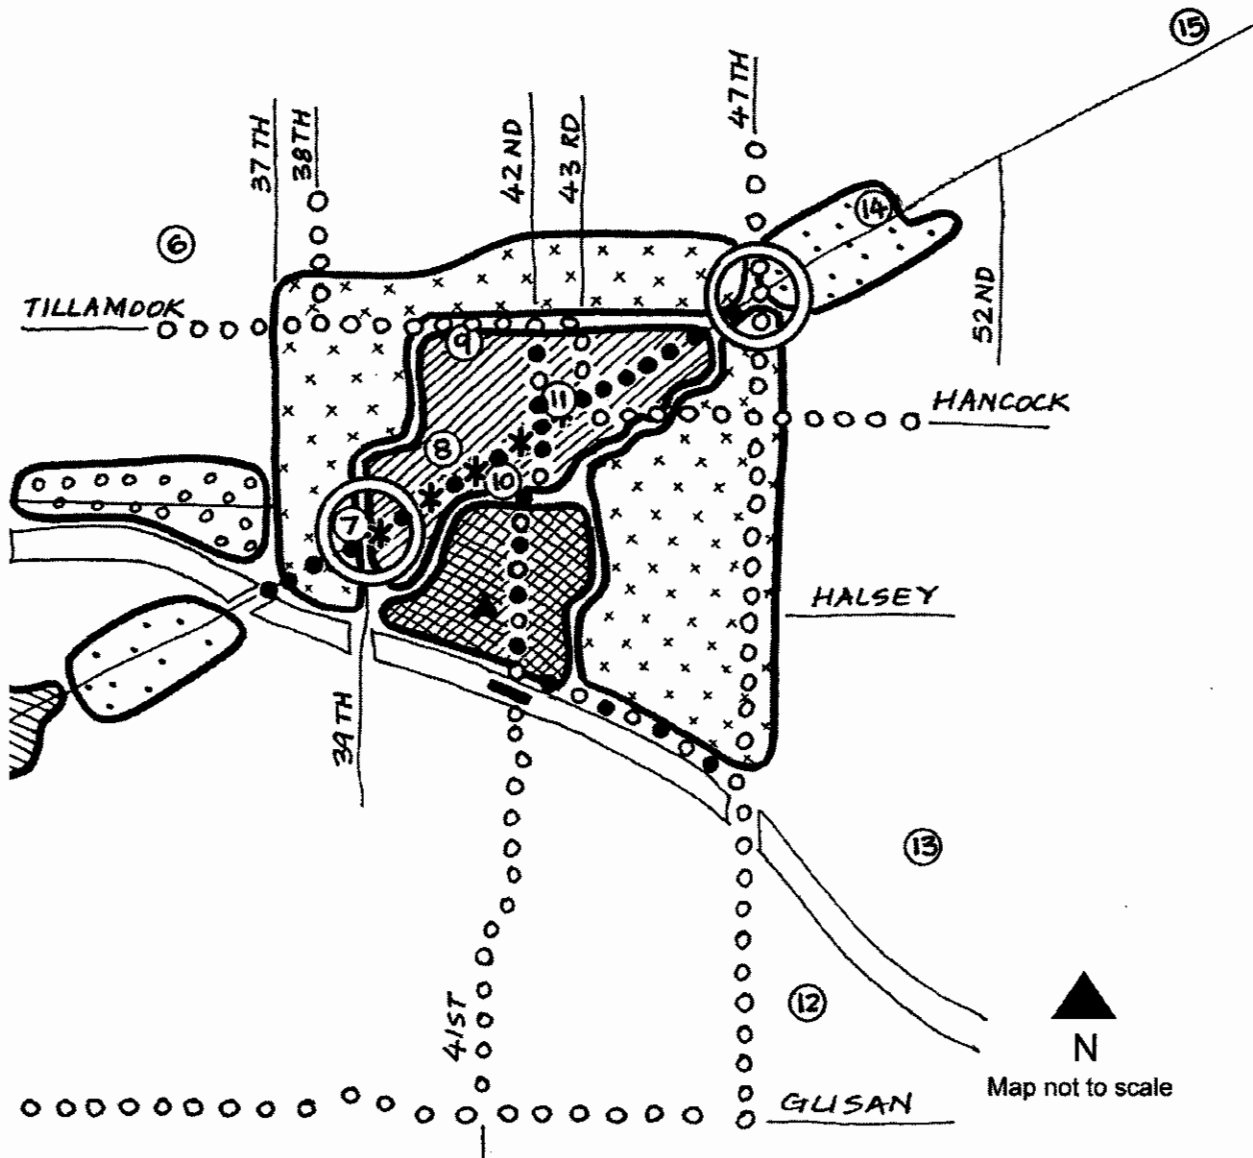 15
47TH
37TH
38TH
42ND
43RD
14
6
TILLAMOOK
52ND
9
11
HANCOCK
8
10
7
HALSEY
39TH
13
12
41ST
N
Map not to scale
GLISAN